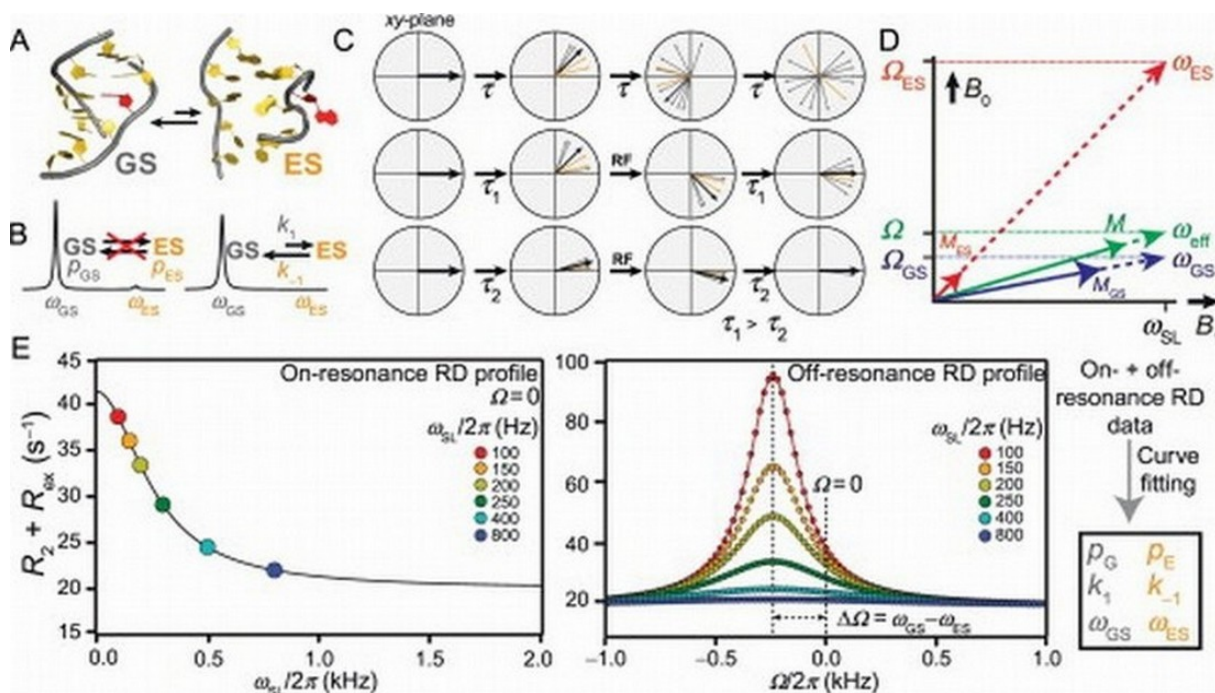 A
GS
ES
B
GS
ES
p_GS
p_ES
ω_GS
ω_ES
k_1
GS
ES
k_-1
ω_GS
ω_ES
C
xy-plane
τ
τ
τ
τ_1
RF
τ_1
τ_2
RF
τ_2
τ_1 > τ_2
D
Ω_ES
B_0
ω_ES
Ω
M
ω_eff
M_ES
Ω_GS
ω_GS
M_GS
ω_SL
E
R_2 + R_ex (s⁻¹)
45
40
35
30
25
20
15
On-resonance RD profile
Ω = 0
ω_SL/2π (Hz)
100
150
200
250
400
800
0.0
0.5
1.0
1.5
2.0
ω_SL/2π (kHz)
100
80
60
40
20
Off-resonance RD profile
ω_SL/2π (Hz)
100
150
200
250
400
800
Ω = 0
ΔΩ = ω_GS−ω_ES
−1.0
−0.5
0.0
0.5
1.0
Ω/2π (kHz)
On- + off-
resonance RD
data
Curve
fitting
p_G
p_E
k_1
k_-1
ω_GS
ω_ES